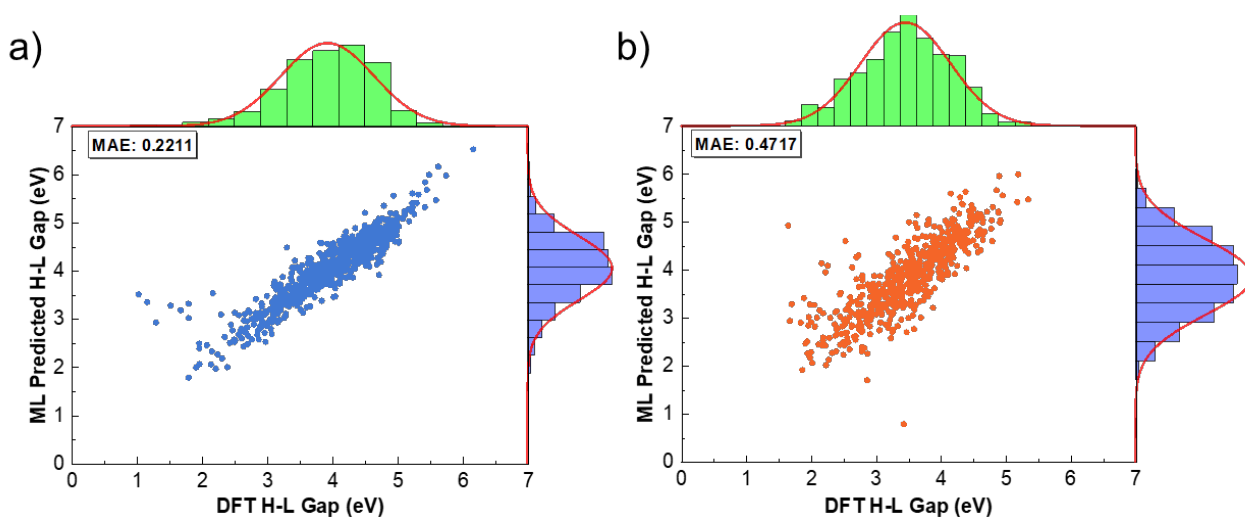 a)
7
MAE: 0.2211
6
5
4
3
2
1
0
ML Predicted H-L Gap (eV)
0 1 2 3 4 5 6 7
DFT H-L Gap (eV)
b)
7
MAE: 0.4717
6
5
4
3
2
1
0
ML Predicted H-L Gap (eV)
0 1 2 3 4 5 6 7
DFT H-L Gap (eV)